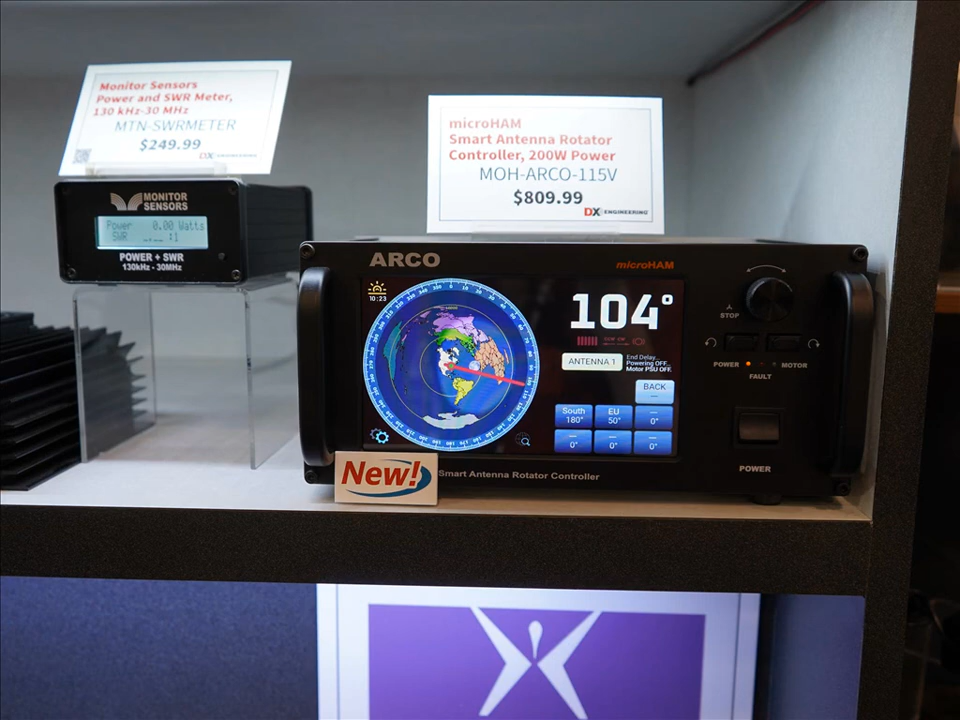 Monitor Sensors
Power and SWR Meter,
130 kHz-30 MHz
MTN-SWRMETER
$249.99
DX ENGINEERING
microHAM
Smart Antenna Rotator
Controller, 200W Power
MOH-ARCO-115V
$809.99
DX ENGINEERING
MONITOR
SENSORS
Power 0.00 Watts
SWR _.__ :1
POWER + SWR
130kHz - 30MHz
ARCO
microHAM
10:23
104°
ANTENNA 1
End Delay..
Powering OFF..
Motor PSU OFF.
BACK
South
180°
EU
50°
0°
0°
0°
0°
STOP
POWER
MOTOR
FAULT
POWER
New!
Smart Antenna Rotator Controller